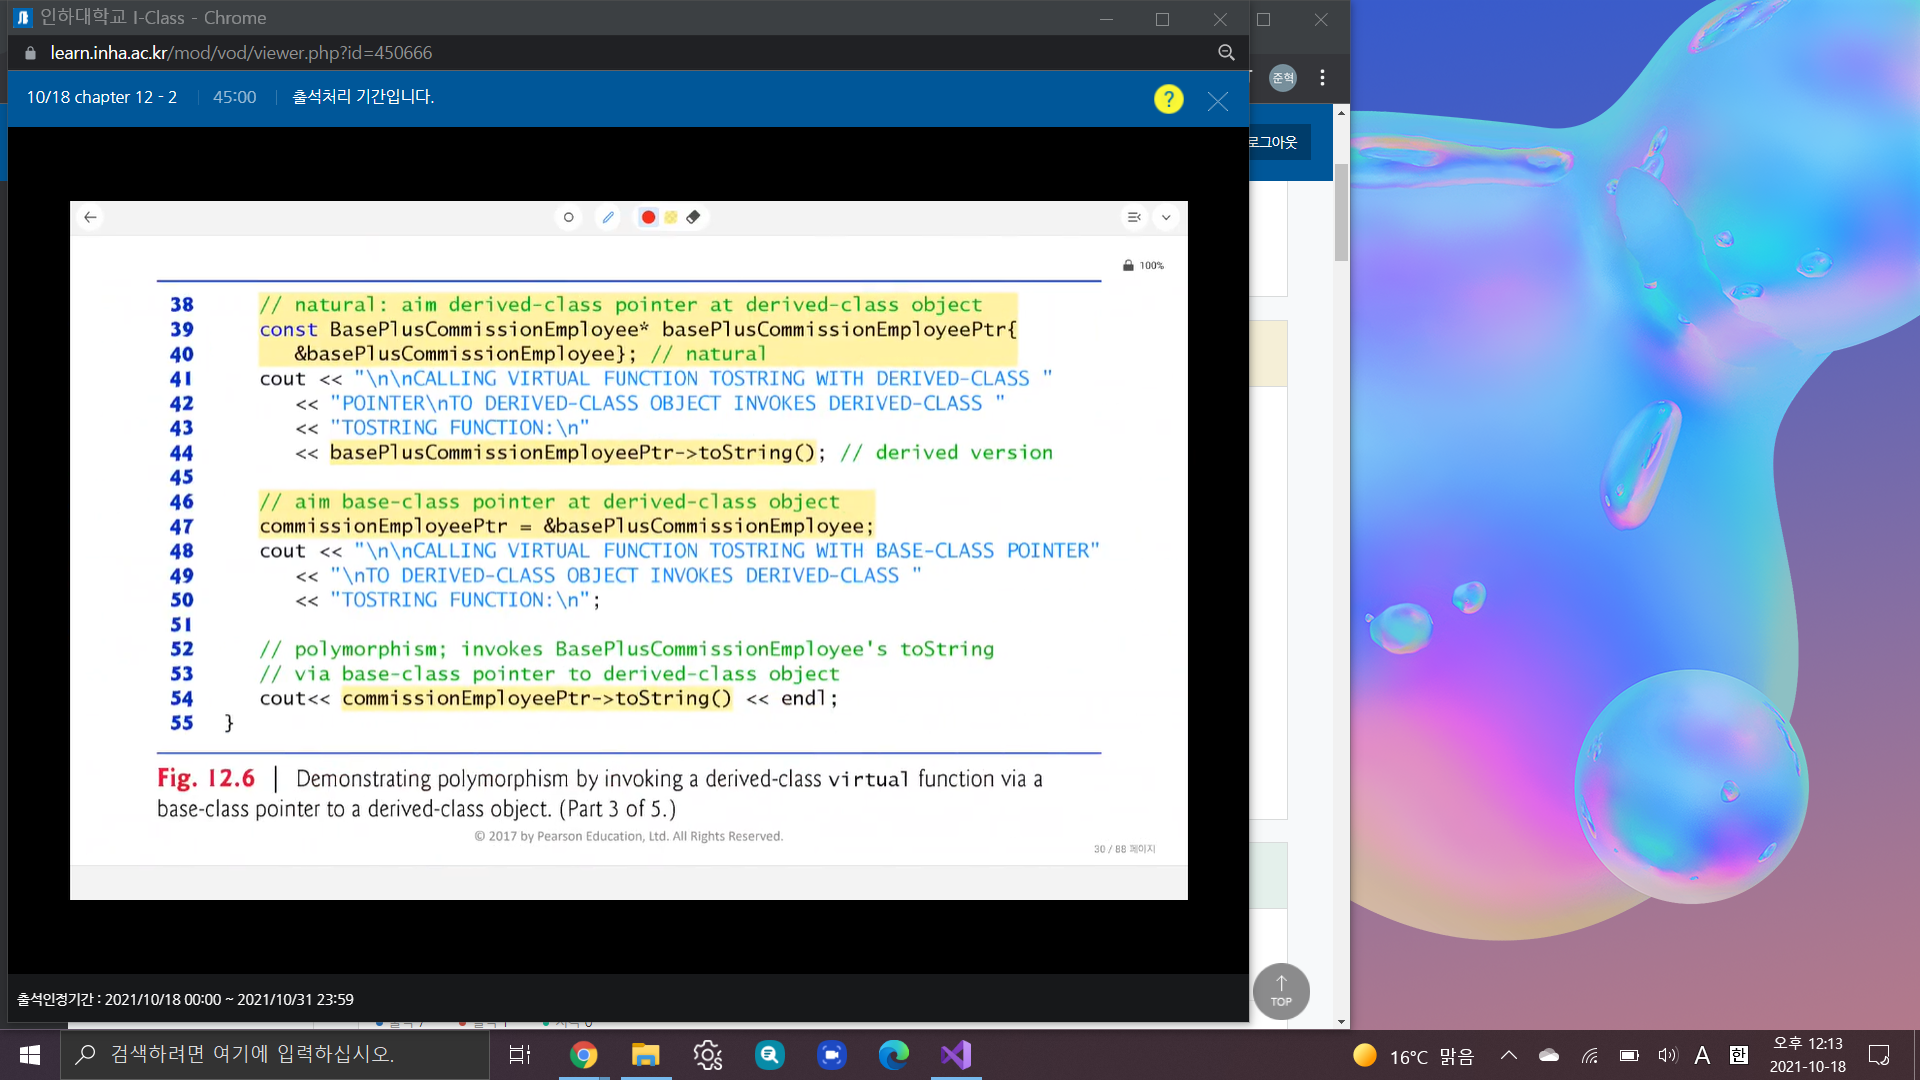 인하대학교 I-Class - Chrome
learn.inha.ac.kr/mod/vod/viewer.php?id=450666
준혁
10/18 chapter 12 - 2 45:00 출석처리 기간입니다. ?
로그아웃
100%
38 // natural: aim derived-class pointer at derived-class object
39 const BasePlusCommissionEmployee* basePlusCommissionEmployeePtr{
40 &basePlusCommissionEmployee}; // natural
41 cout << "\n\nCALLING VIRTUAL FUNCTION TOSTRING WITH DERIVED-CLASS "
42 << "POINTER\nTO DERIVED-CLASS OBJECT INVOKES DERIVED-CLASS "
43 << "TOSTRING FUNCTION:\n"
44 << basePlusCommissionEmployeePtr->toString(); // derived version
45
46 // aim base-class pointer at derived-class object
47 commissionEmployeePtr = &basePlusCommissionEmployee;
48 cout << "\n\nCALLING VIRTUAL FUNCTION TOSTRING WITH BASE-CLASS POINTER"
49 << "\nTO DERIVED-CLASS OBJECT INVOKES DERIVED-CLASS "
50 << "TOSTRING FUNCTION:\n";
51
52 // polymorphism; invokes BasePlusCommissionEmployee's toString
53 // via base-class pointer to derived-class object
54 cout<< commissionEmployeePtr->toString() << endl;
55 }
Fig. 12.6 | Demonstrating polymorphism by invoking a derived-class virtual function via a
base-class pointer to a derived-class object. (Part 3 of 5.)
© 2017 by Pearson Education, Ltd. All Rights Reserved.
30 / 88 페이지
TOP
출석인정기간 : 2021/10/18 00:00 ~ 2021/10/31 23:59
검색하려면 여기에 입력하십시오.
16°C 맑음
A 한
오후 12:13
2021-10-18